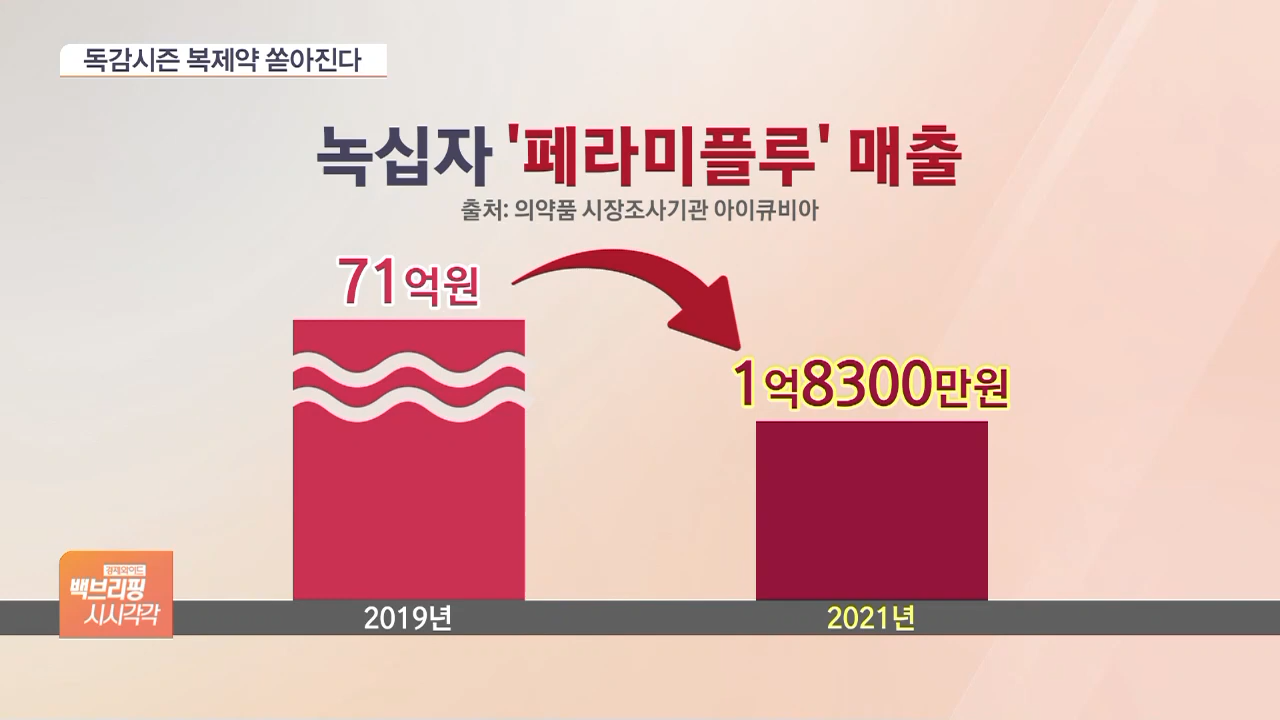 독감시즌 복제약 쏟아진다
녹십자 '페라미플루' 매출
출처: 의약품 시장조사기관 아이큐비아
71억원
1억8300만원
2019년
2021년
경제와이드
백브리핑
시시각각